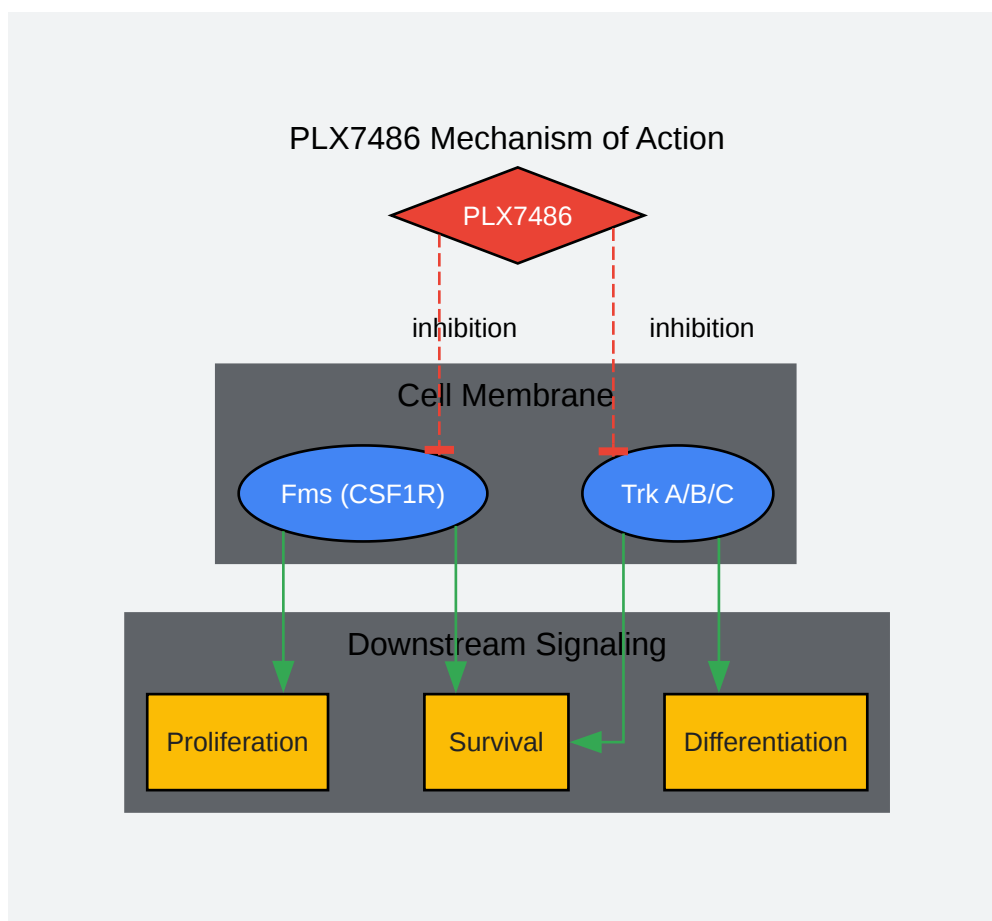 PLX7486 Mechanism of Action
PLX7486
inhibition
inhibition
Cell Membrane
Fms (CSF1R)
Trk A/B/C
Downstream Signaling
Proliferation
Survival
Differentiation